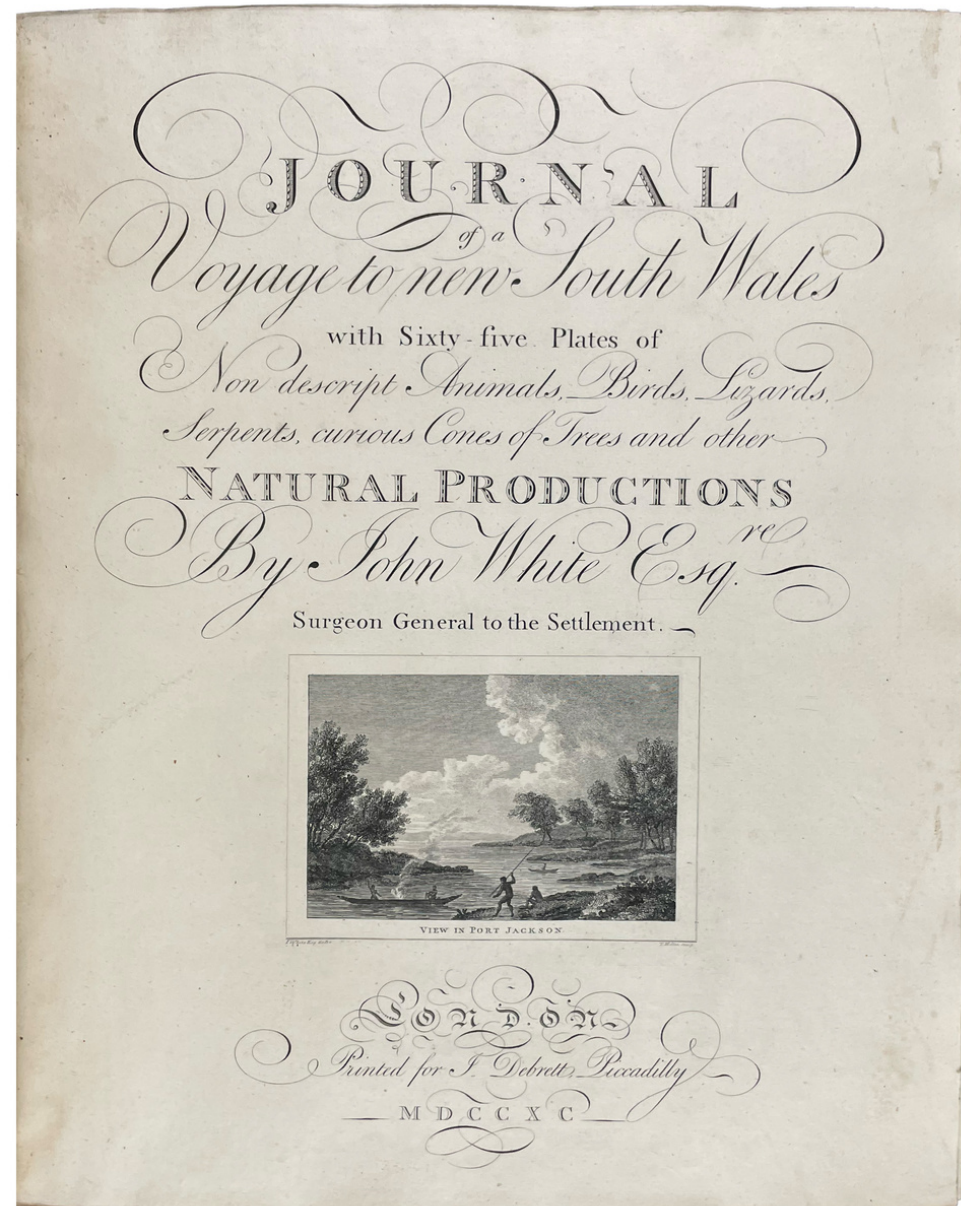 JOURNAL
of a
Voyage to new South Wales
with Sixty-five Plates of
Non descript Animals, Birds, Lizards,
Serpents, curious Cones of Trees and other
NATURAL PRODUCTIONS
By John White Esq.re
Surgeon General to the Settlement.
VIEW IN PORT JACKSON
LONDON
Printed for J. Debrett, Piccadilly
MDCCXC